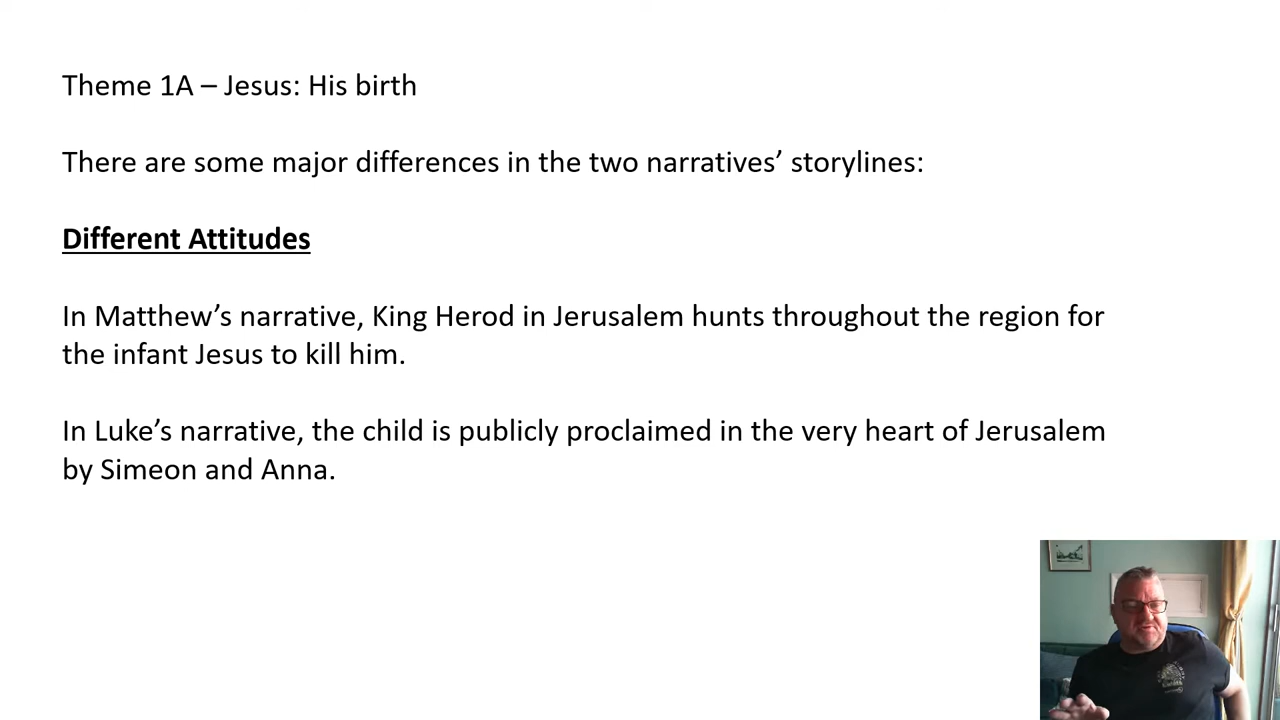 Theme 1A – Jesus: His birth
There are some major differences in the two narratives’ storylines:
Different Attitudes
In Matthew’s narrative, King Herod in Jerusalem hunts throughout the region for
the infant Jesus to kill him.
In Luke’s narrative, the child is publicly proclaimed in the very heart of Jerusalem
by Simeon and Anna.